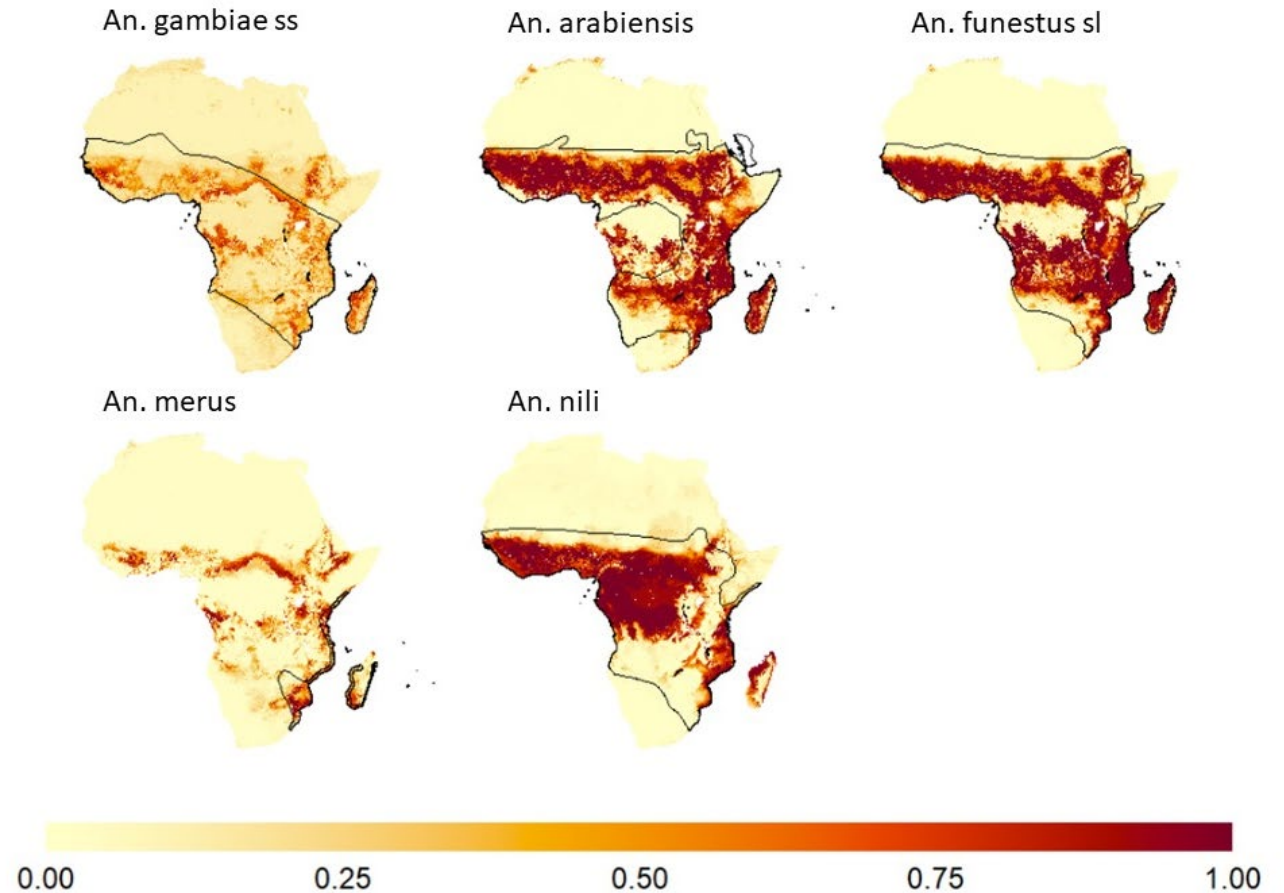 An. gambiae ss
An. arabiensis
An. funestus sl
An. merus
An. nili
0.00 0.25 0.50 0.75 1.00